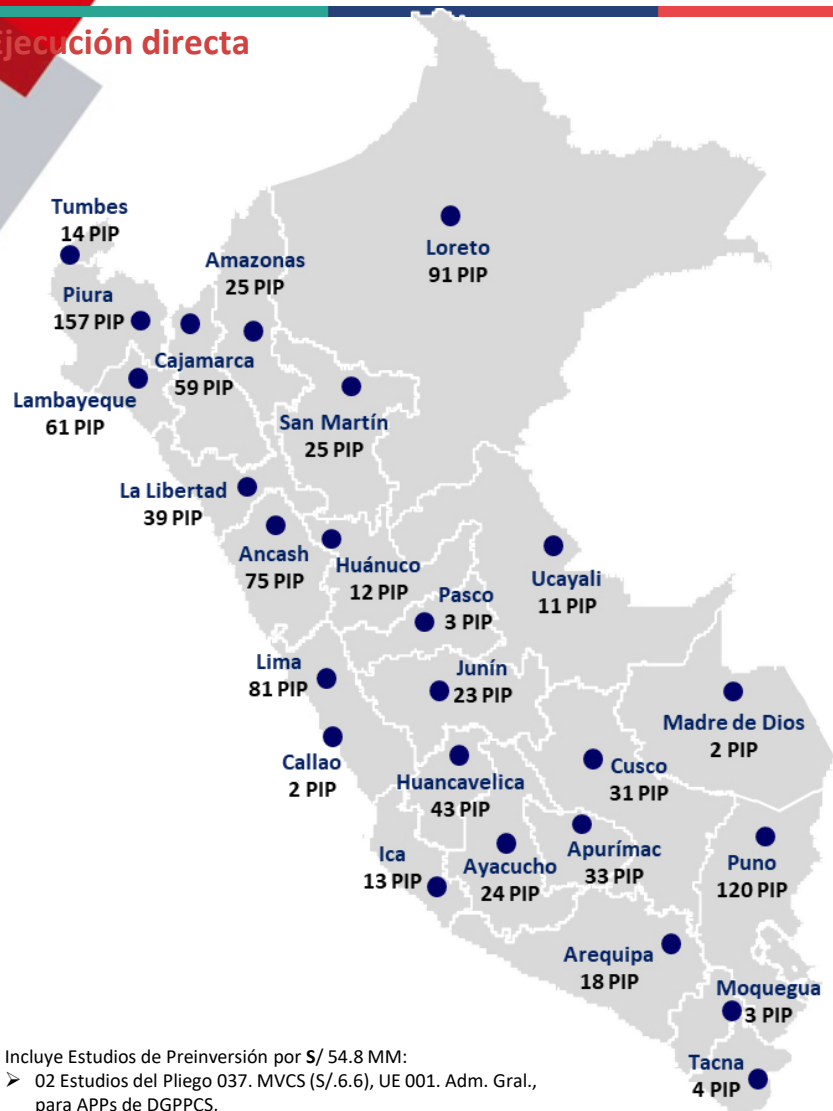 Ejecución directa
Tumbes
14 PIP
Loreto
91 PIP
Amazonas
25 PIP
Piura
157 PIP
Cajamarca
59 PIP
Lambayeque
61 PIP
San Martín
25 PIP
La Libertad
39 PIP
Ancash
75 PIP
Huánuco
12 PIP
Ucayali
11 PIP
Pasco
3 PIP
Lima
81 PIP
Junín
23 PIP
Madre de Dios
2 PIP
Callao
2 PIP
Huancavelica
43 PIP
Cusco
31 PIP
Ica
13 PIP
Ayacucho
24 PIP
Apurímac
33 PIP
Puno
120 PIP
Arequipa
18 PIP
Moquegua
3 PIP
Tacna
4 PIP
Incluye Estudios de Preinversión por S/ 54.8 MM:
➢ 02 Estudios del Pliego 037. MVCS (S/.6.6), UE 001. Adm. Gral.,
para APPs de DGPPCS.